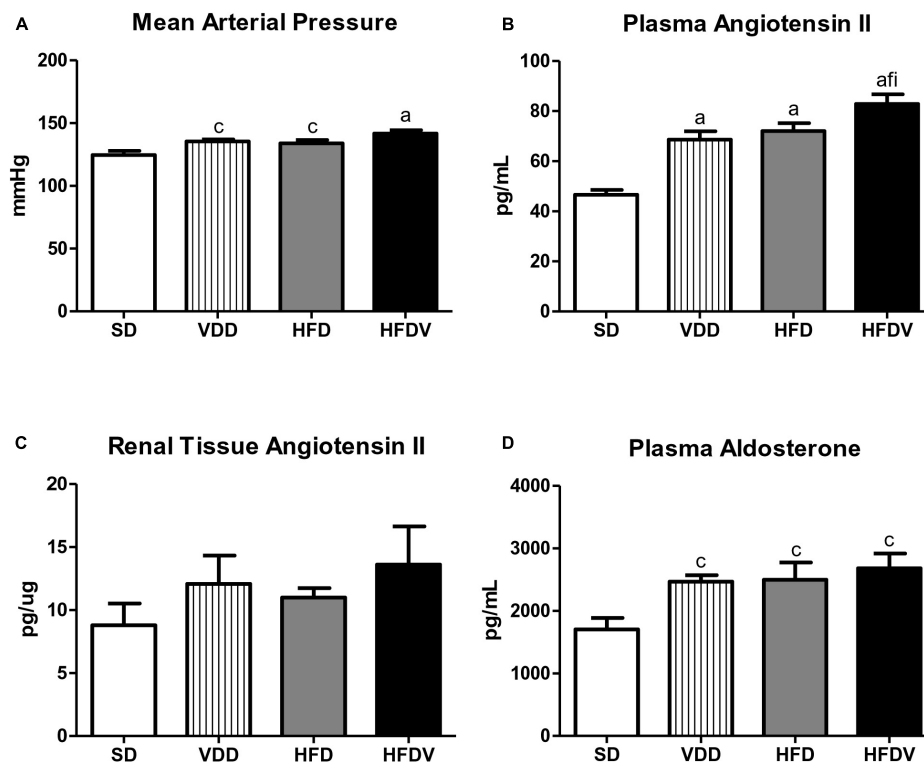 A
Mean Arterial Pressure
mmHg
200
150
100
50
0
c
c
a
SD
VDD
HFD
HFDV
B
Plasma Angiotensin II
pg/mL
100
80
60
40
20
0
a
a
afi
SD
VDD
HFD
HFDV
C
Renal Tissue Angiotensin II
pg/ug
20
15
10
5
0
SD
VDD
HFD
HFDV
D
Plasma Aldosterone
pg/mL
4000
3000
2000
1000
0
c
c
c
SD
VDD
HFD
HFDV